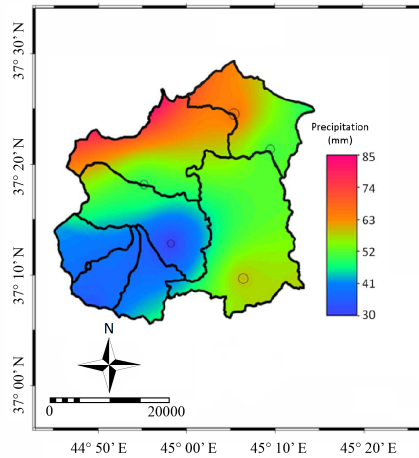 37° 30’ N
Precipitation
(mm)
85
74
63
52
41
30
37° 20’ N
37° 10’ N
37° 00’ N
N
0 20000
44° 50’ E 45° 00’ E 45° 10’ E 45° 20’ E